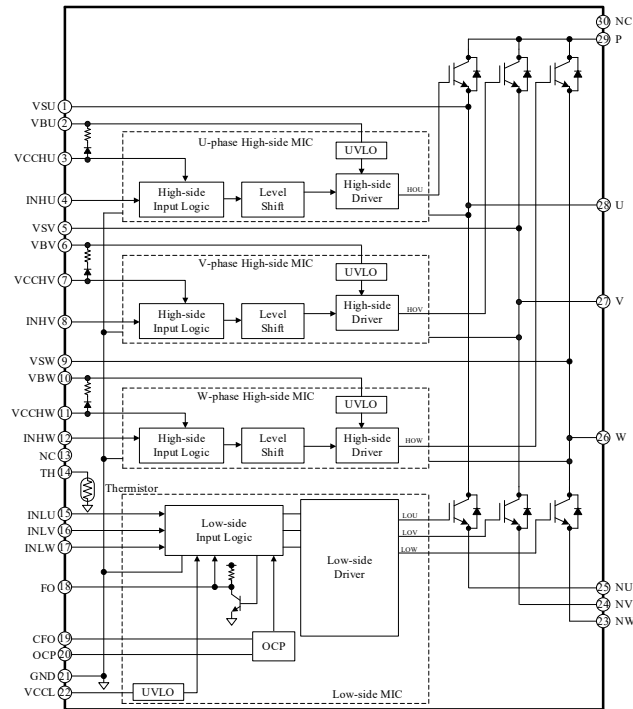 30 NC
29 P
VSU 1
VBU 2
U-phase High-side MIC
UVLO
VCCHU 3
High-side
Input Logic
Level
Shift
High-side
Driver
HOU
INHU 4
28 U
VSV 5
VBV 6
V-phase High-side MIC
UVLO
VCCHV 7
High-side
Input Logic
Level
Shift
High-side
Driver
HOV
27 V
INHV 8
VSW 9
VBW 10
W-phase High-side MIC
UVLO
VCCHW 11
High-side
Input Logic
Level
Shift
High-side
Driver
HOW
INHW 12
26 W
NC 13
TH 14
Thermistor
INLU 15
INLV 16
INLW 17
Low-side
Input Logic
Low-side
Driver
LOU
LOV
LOW
FO 18
25 NU
24 NV
23 NW
CFO 19
OCP 20
OCP
GND 21
VCCL 22
UVLO
Low-side MIC